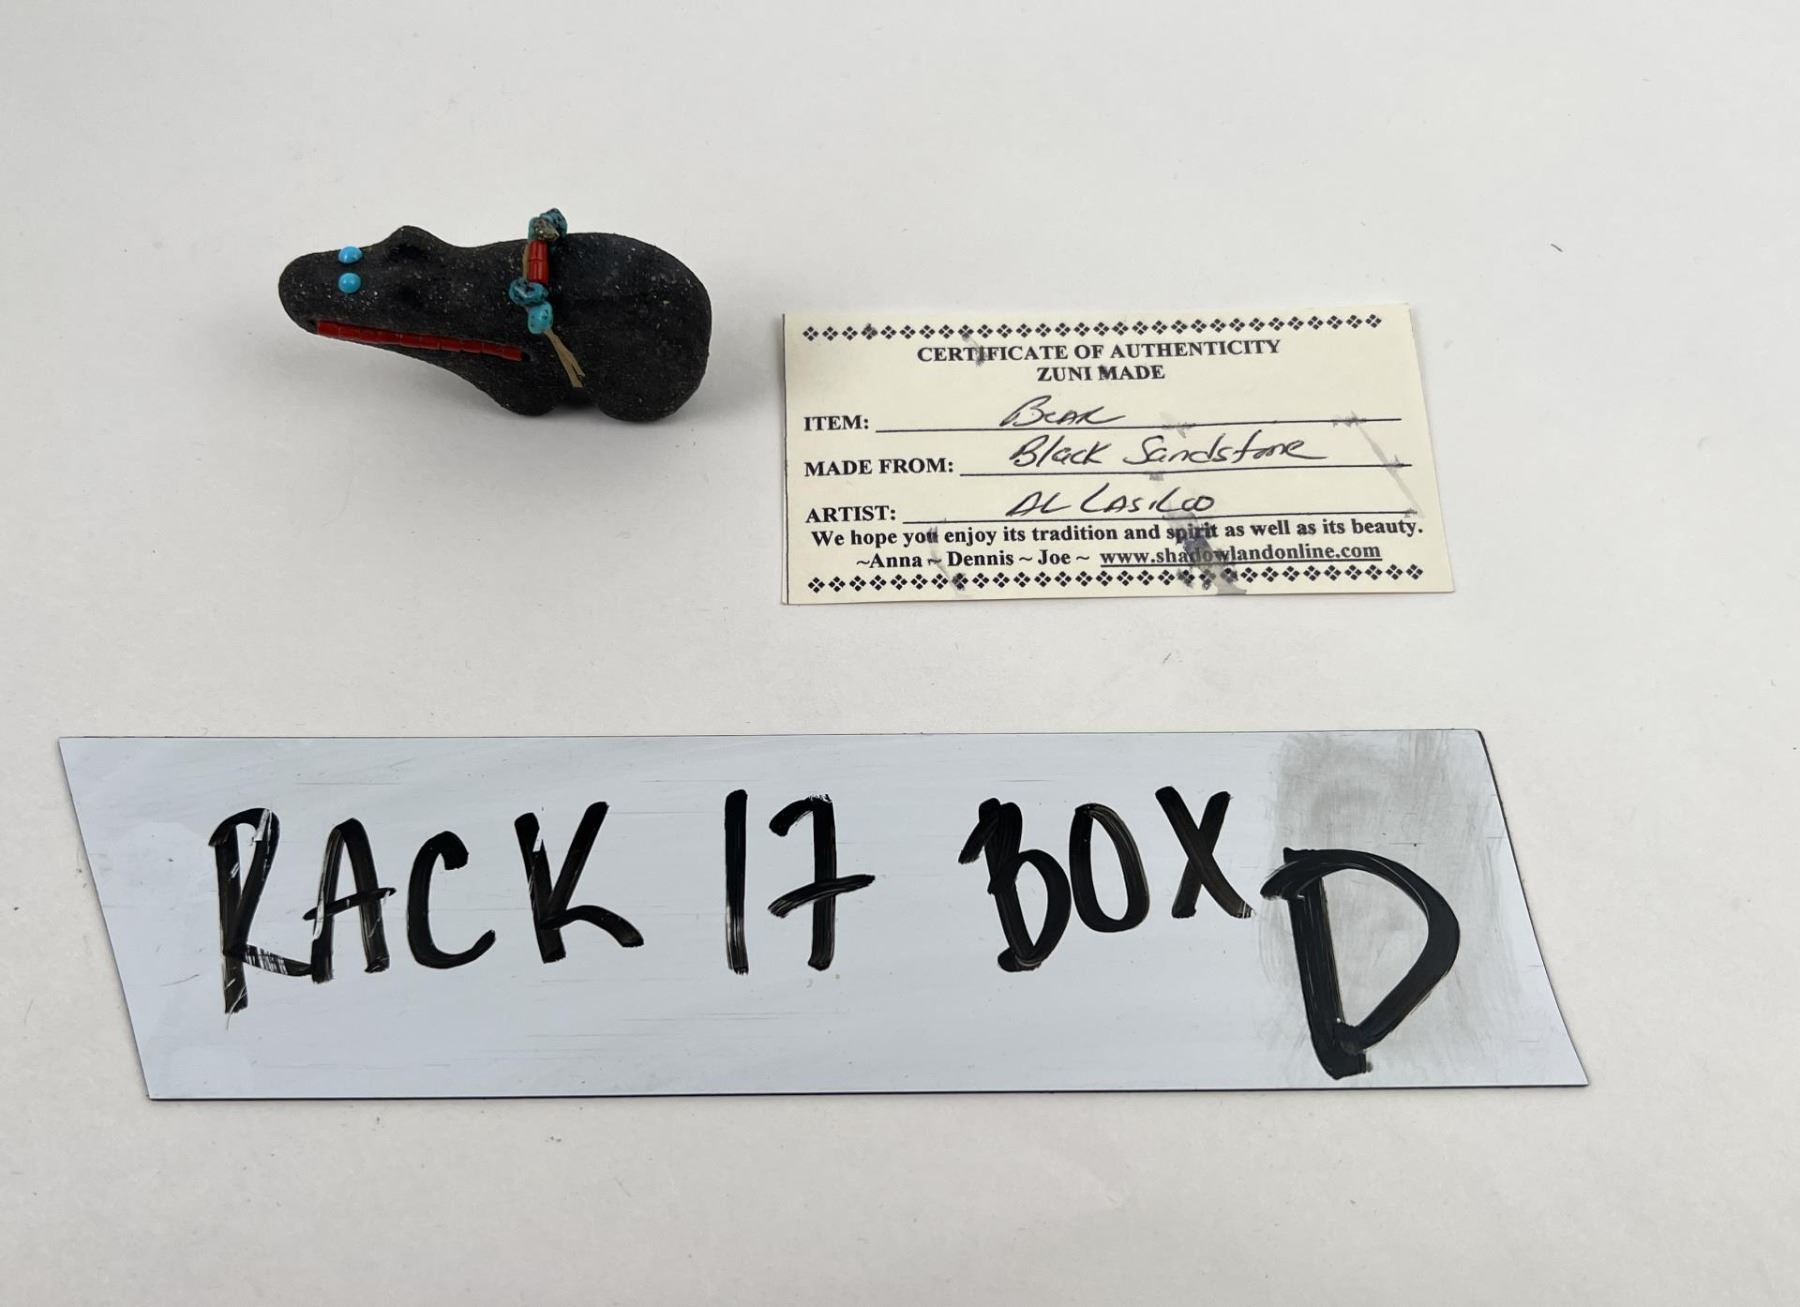 CERTIFICATE OF AUTHENTICITY
ZUNI MADE
ITEM: Bear
MADE FROM: Black Sandstone
ARTIST: AL LASILOO
We hope you enjoy its tradition and spirit as well as its beauty.
~Anna ~ Dennis ~ Joe ~ www.shadowlandonline.com
RACK 17 BOX D